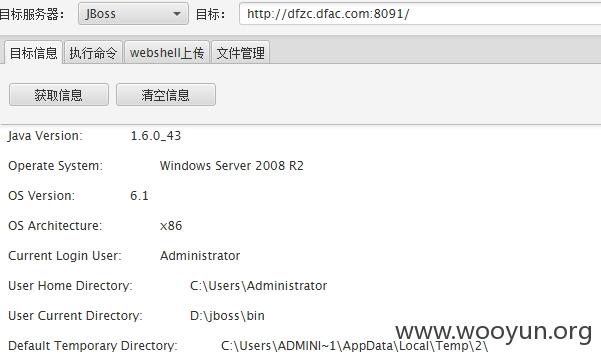 目标服务器： JBoss 目标： http://dfzc.dfac.com:8091/
目标信息 执行命令 webshell上传 文件管理
获取信息 清空信息
Java Version: 1.6.0_43
Operate System: Windows Server 2008 R2
OS Version: 6.1
OS Architecture: x86
Current Login User: Administrator
User Home Directory: C:\Users\Administrator
User Current Directory: D:\jboss\bin
Default Temporary Directory: C:\Users\ADMINI~1\AppData\Local\Temp\2\
www.wooyun.org